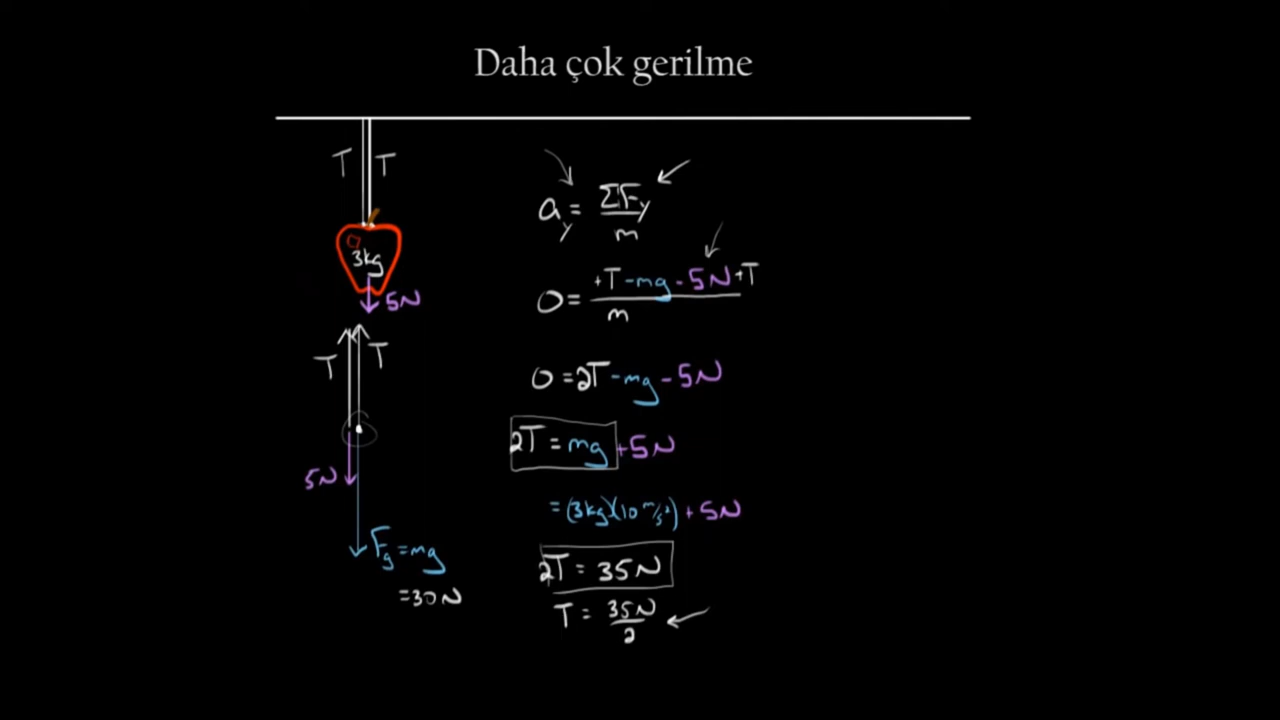 Daha çok gerilme
T T
3kg
5N
T T
5N
Fg = mg
= 30N
ay = ΣFy / m
0 = +T - mg - 5N + T / m
0 = 2T - mg - 5N
2T = mg + 5N
= (3kg)(10 m/s²) + 5N
2T = 35N
T = 35N / 2